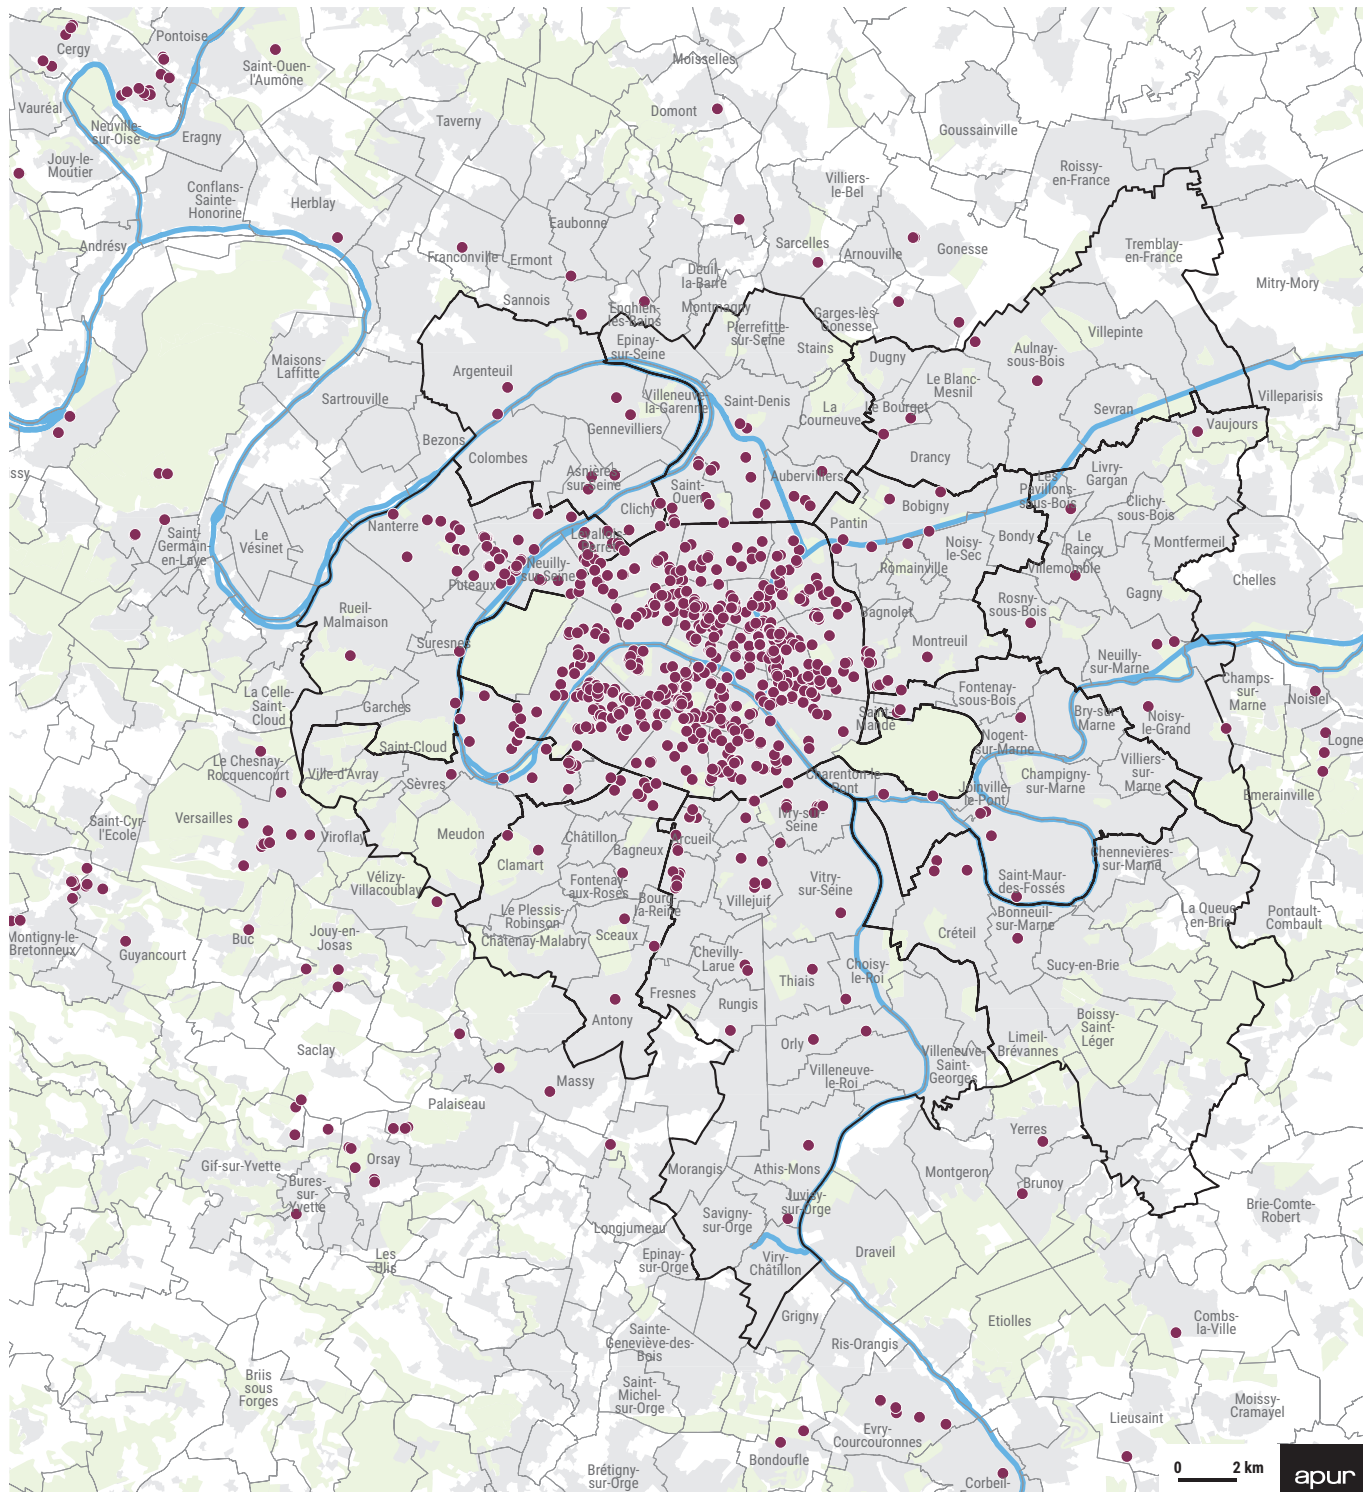 Cergy
Pontoise
Saint-Ouen-
l'Aumône
Moisselles
Vauréal
Neuville-
sur-Oise
Eragny
Taverny
Domont
Goussainville
Jouy-le-
Moutier
Conflans-
Sainte-
Honorine
Herblay
Villiers-
le-Bel
Roissy-
en-France
Andrésy
Eaubonne
Franconville
Ermont
Sarcelles
Arnouville
Gonesse
Tremblay-
en-France
Mitry-Mory
Deuil-
la-Barre
Sannois
Enghien-
les-Bains
Montmagny
Garges-lès-
Gonesse
Pierrefitte-
sur-Seine
Villepinte
Epinay-
sur-Seine
Stains
Dugny
Aulnay-
sous-Bois
Maisons-
Laffitte
Argenteuil
Le Blanc-
Mesnil
Sartrouville
Villeneuve-
la-Garenne
Saint-Denis
La
Courneuve
Le Bourget
Sevran
Villeparisis
Vaujours
Bezons
Gennevilliers
Colombes
Drancy
Asnières-
sur-Seine
Aubervilliers
Livry-
Gargan
Les
Pavillons-
sous-Bois
ssy
Saint-
Ouen
Clichy
Bobigny
Clichy-
sous-Bois
Nanterre
Pantin
Saint-
Germain-
en-Laye
Le
Vésinet
Levallois-
Perret
Noisy-
le-Sec
Bondy
Le
Raincy
Montfermeil
Neuilly-
sur-Seine
Puteaux
Romainville
Villemomble
Chelles
Rueil-
Malmaison
Bagnolet
Rosny-
sous-Bois
Gagny
Suresnes
Montreuil
Neuilly-
sur-Marne
La Celle-
Saint-
Cloud
Garches
Fontenay-
sous-Bois
Champs-
sur-
Marne
Noisiel
Saint-
Mandé
Bry-sur-
Marne
Noisy-
le-Grand
Saint-Cloud
Nogent-
sur-Marne
Logne
Le Chesnay-
Rocquencourt
Ville-d'Avray
Sèvres
Charenton-le-
Pont
Joinville-
le-Pont
Champigny-
sur-Marne
Villiers-
sur-
Marne
Emerainville
Saint-Cyr-
l'Ecole
Versailles
Viroflay
Meudon
Châtillon
Arcueil
Ivry-sur-
Seine
Clamart
Bagneux
Chennevières-
sur-Marne
Vélizy-
Villacoublay
Fontenay-
aux-Roses
Bourg-
la-Reine
Villejuif
Vitry-
sur-Seine
Saint-Maur-
des-Fossés
Montigny-le-
Bretonneux
Guyancourt
Buc
Jouy-en-
Josas
Le Plessis-
Robinson
Châtenay-Malabry
Sceaux
Créteil
Bonneuil-
sur-Marne
La Queue-
en-Brie
Pontault-
Combault
Chevilly-
Larue
Thiais
Choisy-
le-Roi
Sucy-en-Brie
Fresnes
Rungis
Saclay
Antony
Orly
Limeil-
Brévannes
Boissy-
Saint-
Léger
Massy
Villeneuve-
le-Roi
Villeneuve-
Saint-
Georges
Palaiseau
Yerres
Orsay
Gif-sur-Yvette
Morangis
Athis-Mons
Montgeron
Brunoy
Bures-
sur-
Yvette
Brie-Comte-
Robert
Juvisy-
sur-Orge
Longjumeau
Savigny-
sur-Orge
Les
Ulis
Epinay-
sur-Orge
Viry-
Châtillon
Draveil
Grigny
Etiolles
Combs-
la-Ville
Sainte-
Geneviève-des-
Bois
Ris-Orangis
Briis
sous
Forges
Saint-
Michel-
sur-Orge
Moissy-
Cramayel
Lieusaint
Evry-
Courcouronnes
Bondoufle
Brétigny-
sur-Orge
Corbeil-
0 2 km
apur